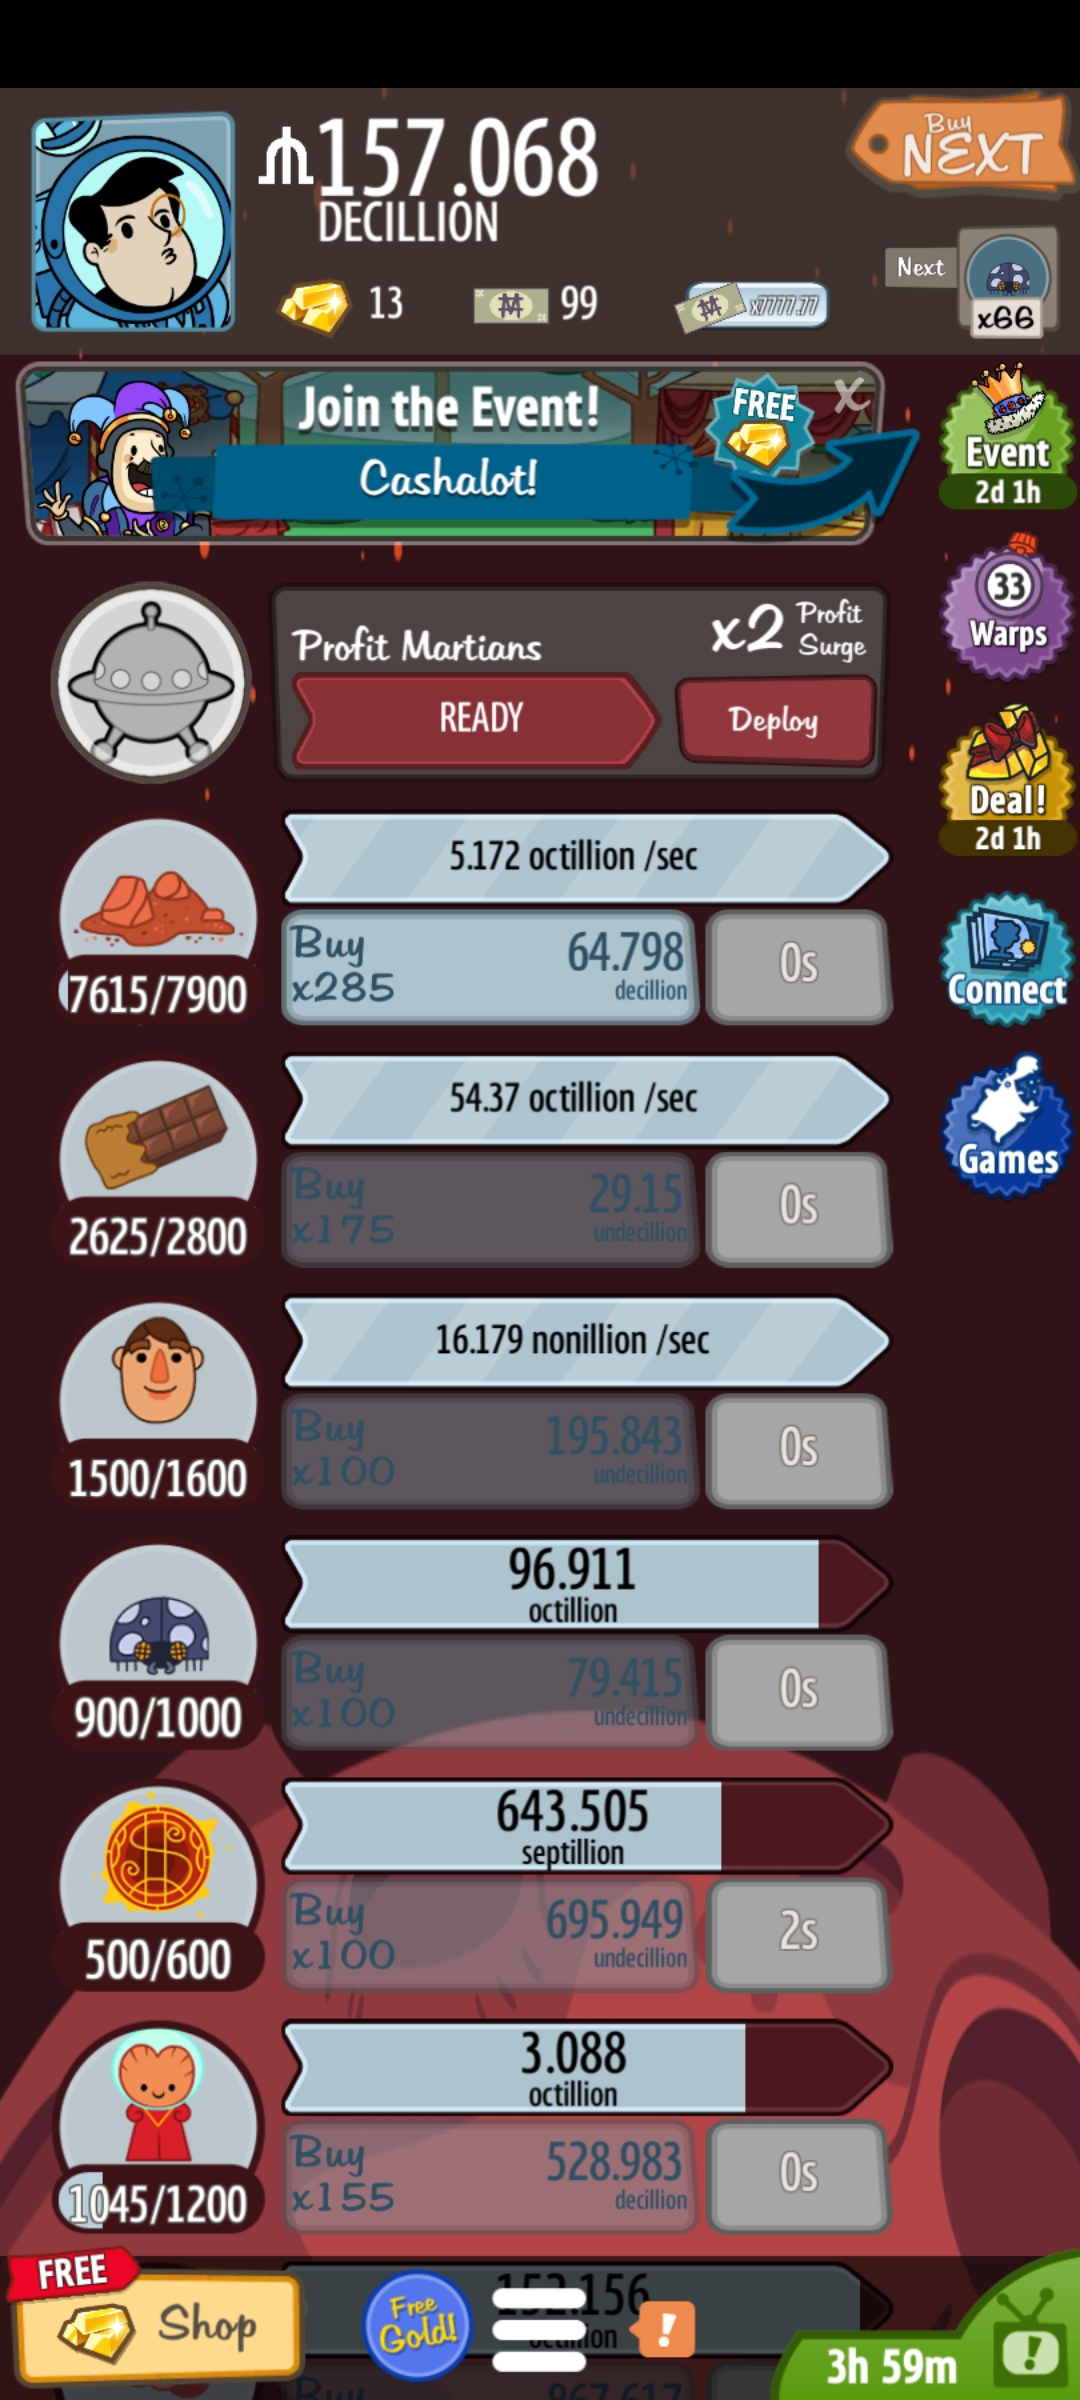 157.068
DECILLION
Buy
NEXT
13
99
x7777.77
Next
x66
Join the Event!
FREE
X
Cashalot!
Event
2d 1h
33
Warps
Profit Martians
x2 Profit Surge
READY
Deploy
Deal!
2d 1h
5.172 octillion /sec
Buy
x285
64.798
decillion
0s
7615/7900
Connect
54.37 octillion /sec
Buy
x175
29.15
undecillion
0s
2625/2800
Games
16.179 nonillion /sec
Buy
x100
195.843
undecillion
0s
1500/1600
96.911
octillion
Buy
x100
79.415
undecillion
0s
900/1000
643.505
septillion
Buy
x100
695.949
undecillion
2s
500/600
3.088
octillion
Buy
x155
528.983
decillion
0s
1045/1200
FREE
Shop
Free
Gold!
152.156
octillion
!
3h 59m
!
Buy
867.617